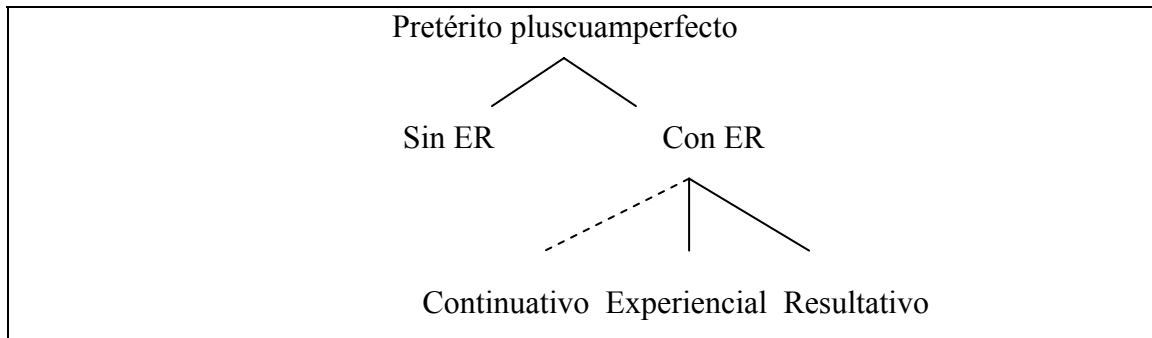 Pretérito pluscuamperfecto
Sin ER Con ER
Continuativo Experiencial Resultativo